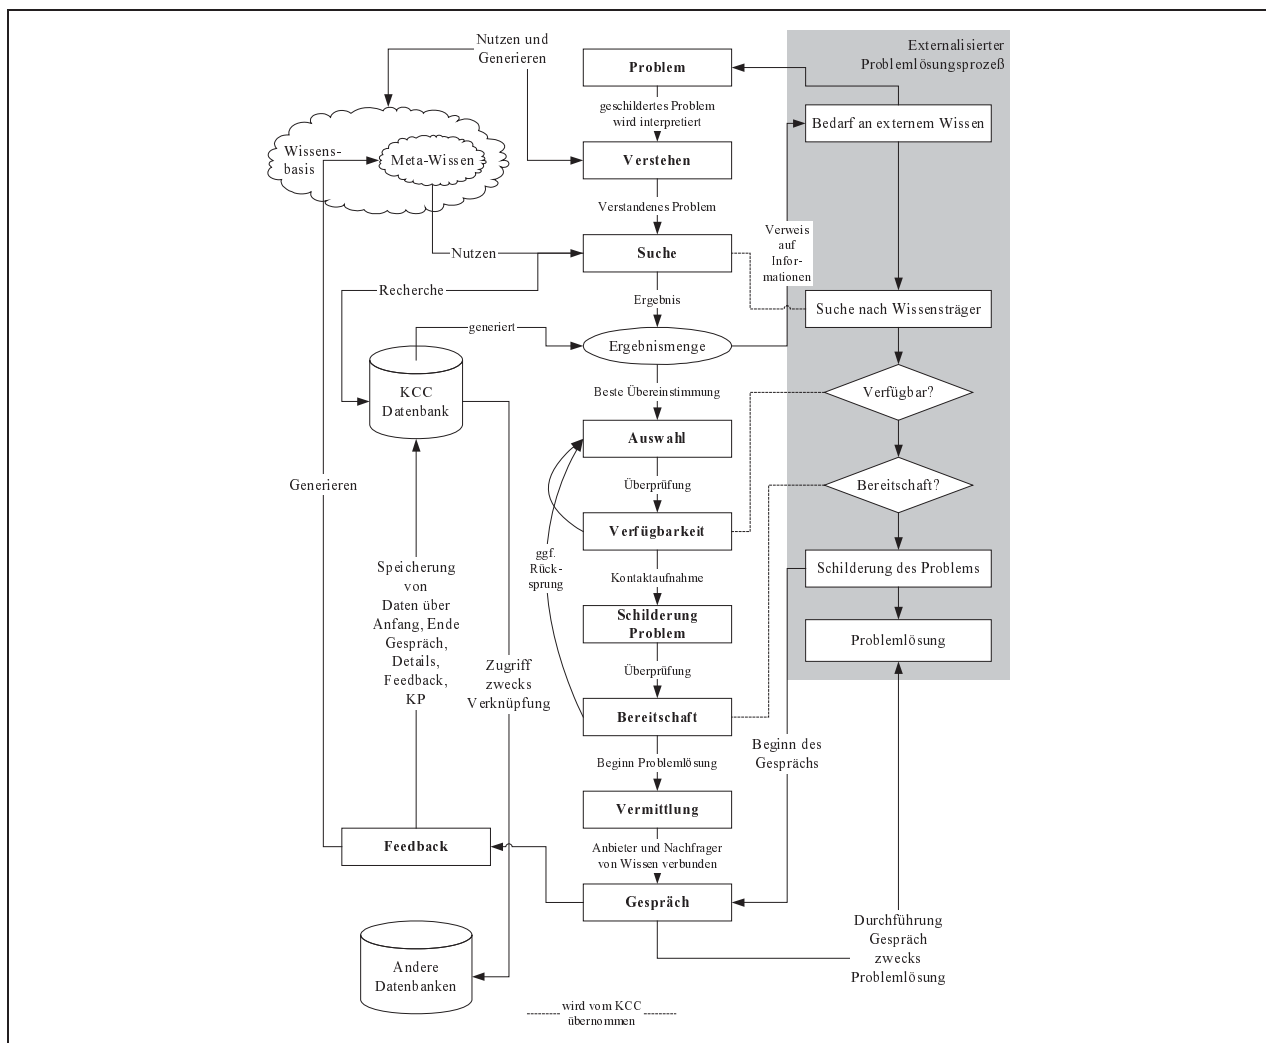 Nutzen und
Generieren
Externalisierter
Problemlösungsprozeß
Problem
geschildertes Problem
wird interpretiert
Bedarf an externem Wissen
Wissens-
basis
Meta-Wissen
Verstehen
Verstandenes Problem
Nutzen
Suche
Verweis
auf
Infor-
mationen
Recherche
Ergebnis
Suche nach Wissensträger
generiert
Ergebnismenge
KCC
Datenbank
Beste Übereinstimmung
Verfügbar?
Auswahl
Generieren
Überprüfung
Bereitschaft?
Verfügbarkeit
ggf.
Rück-
sprung
Speicherung
von
Daten über
Anfang, Ende
Gespräch,
Details,
Feedback,
KP
Kontaktaufnahme
Schilderung des Problems
Schilderung
Problem
Problemlösung
Zugriff
zwecks
Verknüpfung
Überprüfung
Bereitschaft
Beginn des
Gesprächs
Beginn Problemlösung
Vermittlung
Feedback
Anbieter und Nachfrager
von Wissen verbunden
Gespräch
Durchführung
Gespräch
zwecks
Problemlösung
Andere
Datenbanken
wird vom KCC
übernommen